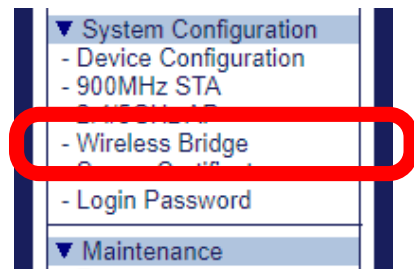 ▼ System Configuration
- Device Configuration
- 900MHz STA
- Wireless Bridge
- Login Password
▼ Maintenance